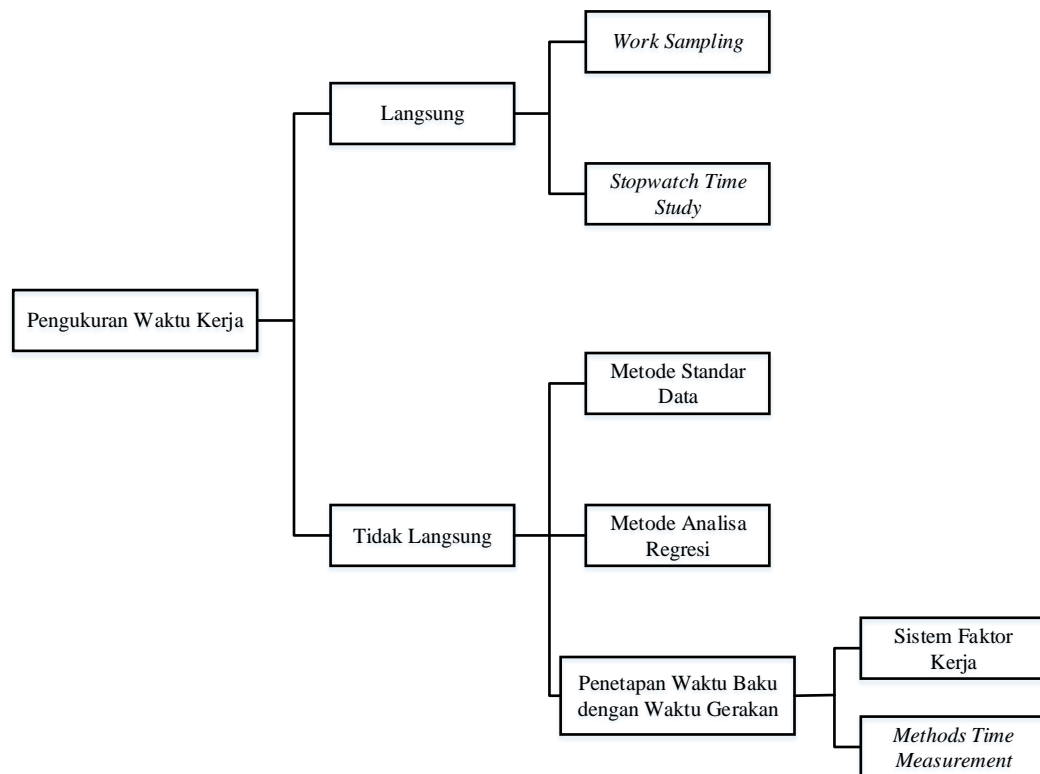 Work Sampling
Langsung
Stopwatch Time
Study
Pengukuran Waktu Kerja
Metode Standar
Data
Tidak Langsung
Metode Analisa
Regresi
Penetapan Waktu Baku
dengan Waktu Gerakan
Sistem Faktor
Kerja
Methods Time
Measurement